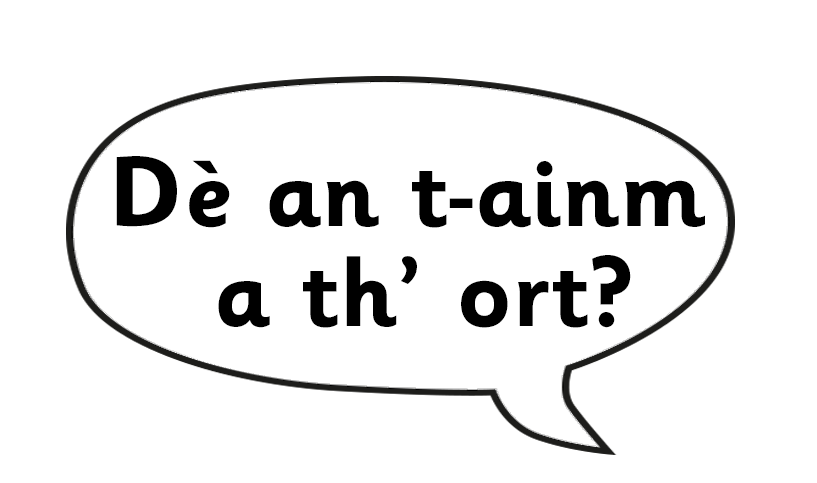 Dè an t-ainm
a th’ ort?